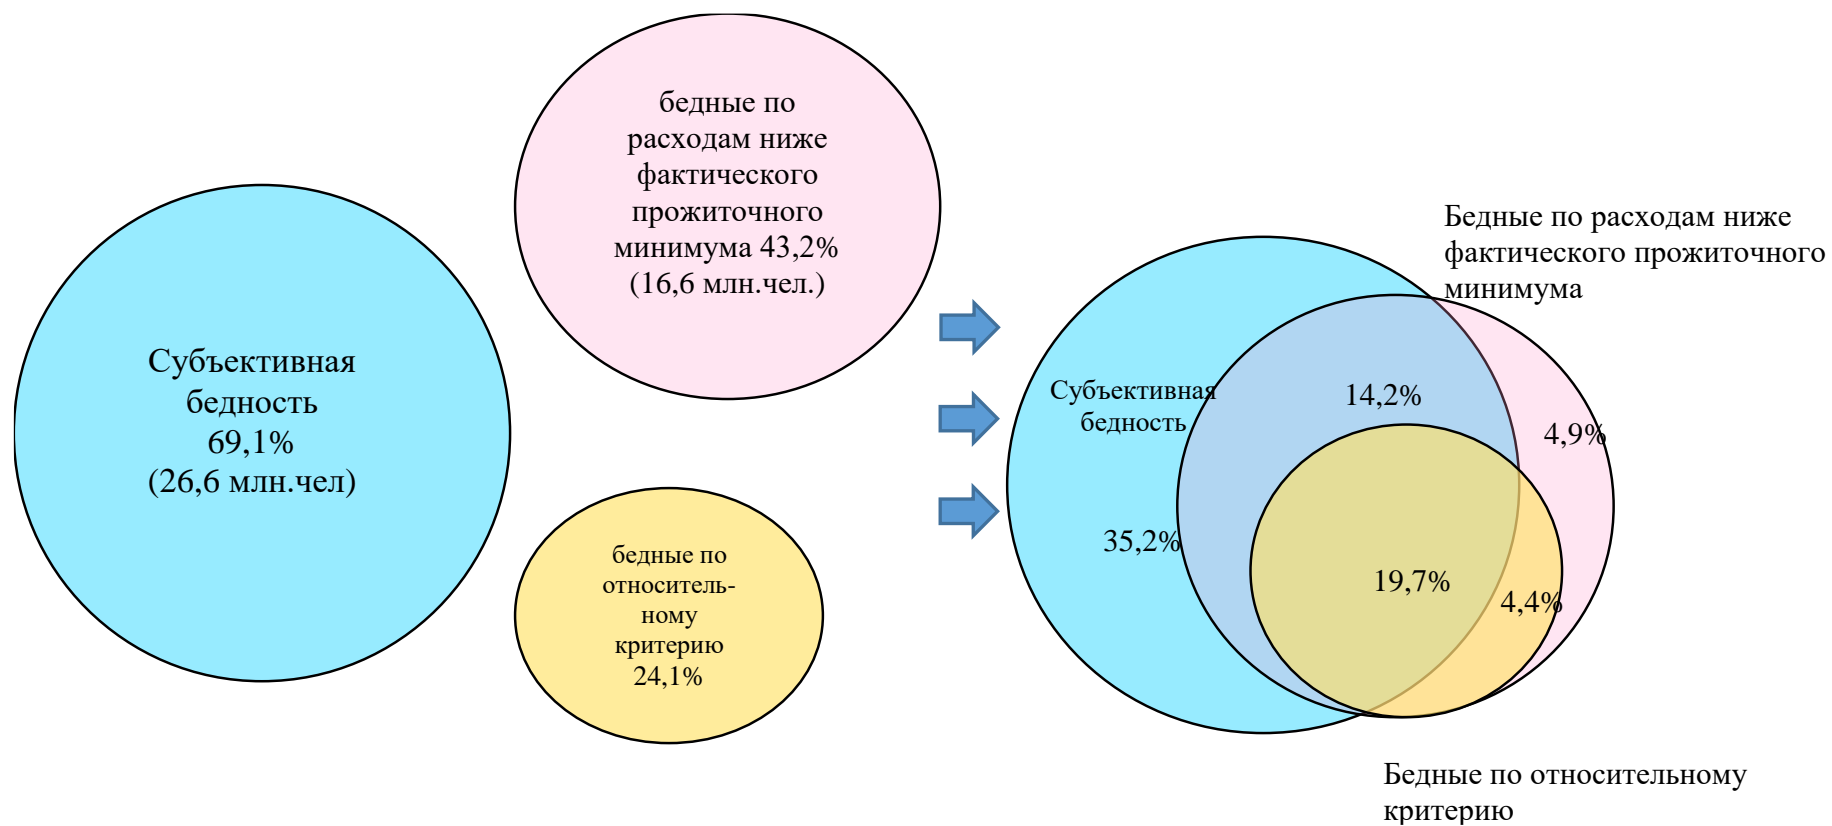 Субъективная
бедность
69,1%
(26,6 млн.чел)
бедные по
расходам ниже
фактического
прожиточного
минимума 43,2%
(16,6 млн.чел.)
бедные по
относитель-
ному
критерию
24,1%
Бедные по расходам ниже
фактического прожиточного
минимума
Субъективная
бедность
14,2%
4,9%
35,2%
19,7%
4,4%
Бедные по относительному
критерию